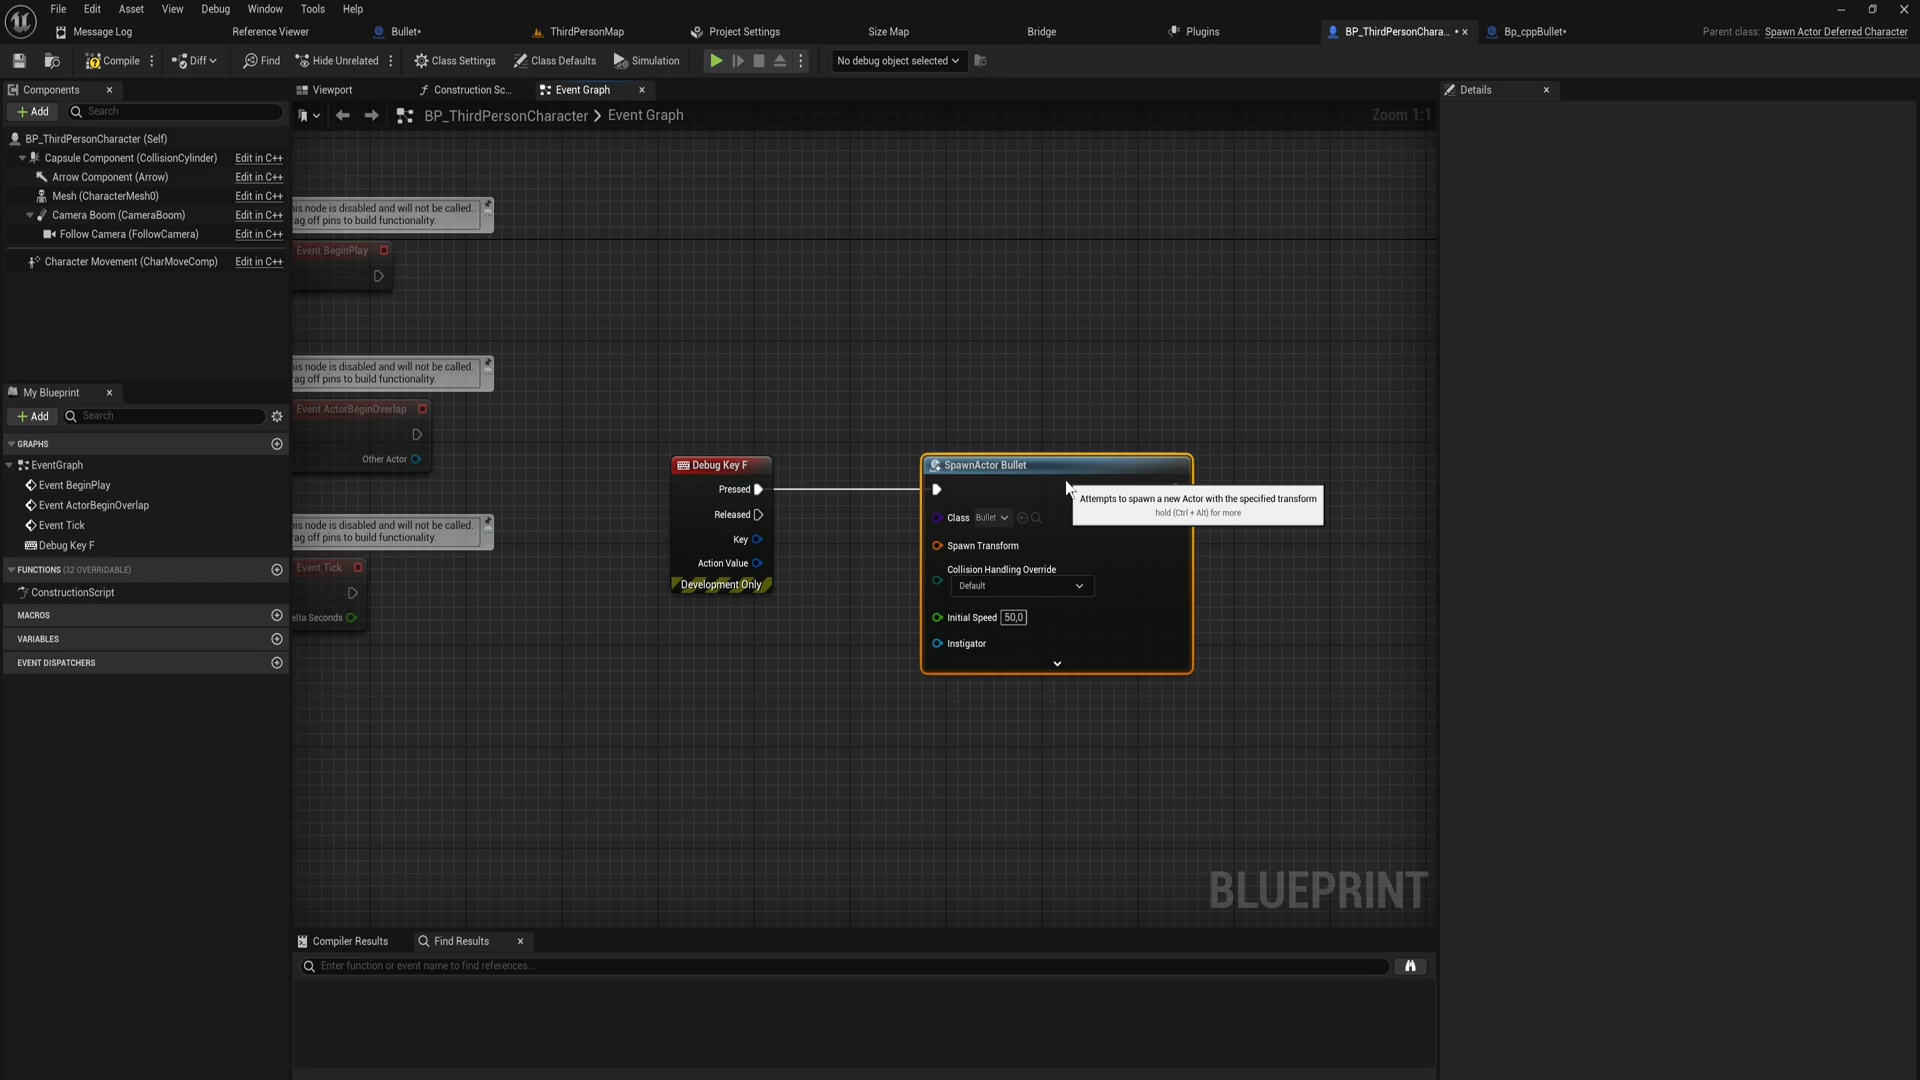 File Edit Asset View Debug Window Tools Help
Message Log Reference Viewer Bullet* ThirdPersonMap Project Settings Size Map Bridge Plugins BP_ThirdPersonChara... • Bp_cppBullet* Parent class: Spawn Actor Deferred Character
Compile Diff Find Hide Unrelated Class Settings Class Defaults Simulation No debug object selected
Components
Add Search
BP_ThirdPersonCharacter (Self)
Capsule Component (CollisionCylinder) Edit in C++
Arrow Component (Arrow) Edit in C++
Mesh (CharacterMesh0) Edit in C++
Camera Boom (CameraBoom) Edit in C++
Follow Camera (FollowCamera) Edit in C++
Character Movement (CharMoveComp) Edit in C++
My Blueprint
Add Search
GRAPHS
EventGraph
Event BeginPlay
Event ActorBeginOverlap
Event Tick
Debug Key F
FUNCTIONS (32 OVERRIDABLE)
ConstructionScript
MACROS
VARIABLES
EVENT DISPATCHERS
Viewport Construction Sc... Event Graph
BP_ThirdPersonCharacter > Event Graph Zoom 1:1
his node is disabled and will not be called.
ag off pins to build functionality.
Event BeginPlay
his node is disabled and will not be called.
ag off pins to build functionality.
Event ActorBeginOverlap
Other Actor
his node is disabled and will not be called.
ag off pins to build functionality.
Event Tick
elta Seconds
Debug Key F
Pressed
Released
Key
Action Value
Development Only
SpawnActor Bullet
Class Bullet
Spawn Transform
Collision Handling Override
Default
Initial Speed 50,0
Instigator
Attempts to spawn a new Actor with the specified transform
hold (Ctrl + Alt) for more
BLUEPRINT
Compiler Results Find Results
Enter function or event name to find references...
Details